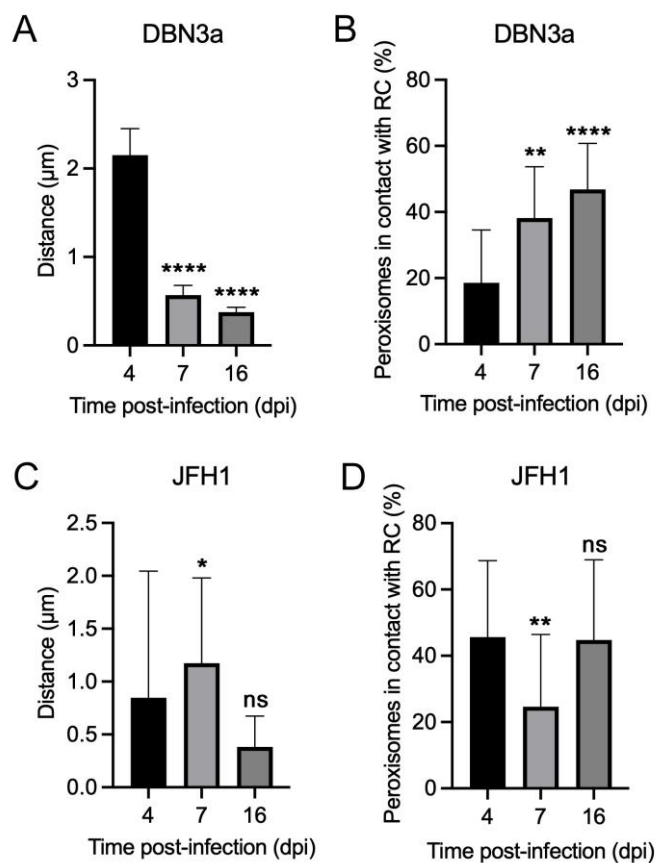 A
DBN3a
Distance (μm)
3
2
1
0
****
****
4 7 16
Time post-infection (dpi)
B
DBN3a
Peroxisomes in contact with RC (%)
80
60
40
20
0
**
****
4 7 16
Time post-infection (dpi)
C
JFH1
Distance (μm)
2.5
2.0
1.5
1.0
0.5
0.0
*
ns
4 7 16
Time post-infection (dpi)
D
JFH1
Peroxisomes in contact with RC (%)
80
60
40
20
0
**
ns
4 7 16
Time post-infection (dpi)